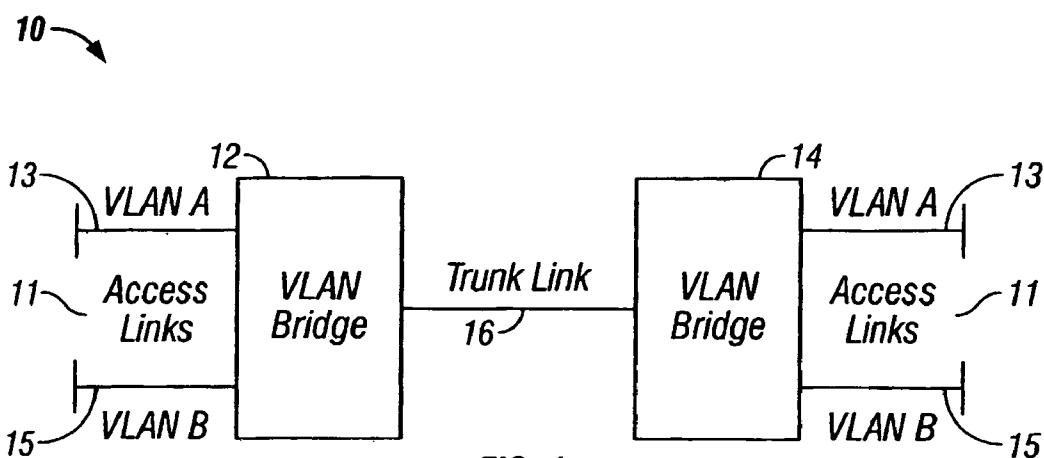 10
12
14
13
VLAN A
VLAN A
13
11
Access
Links
VLAN
Bridge
Trunk Link
16
VLAN
Bridge
Access
Links
11
15
VLAN B
VLAN B
15